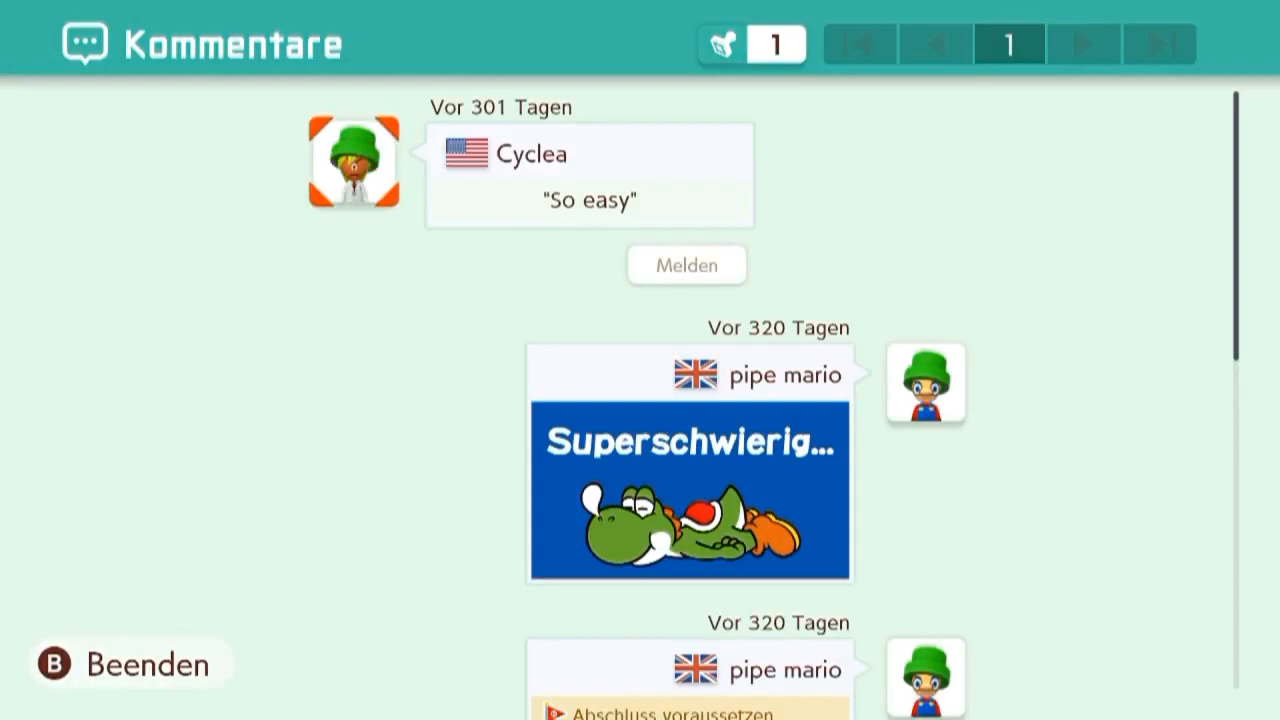 Kommentare
1
1
Vor 301 Tagen
Cyclea
"So easy"
Melden
Vor 320 Tagen
pipe mario
Superschwierig...
Vor 320 Tagen
pipe mario
Abschluss voraussetzen
B Beenden